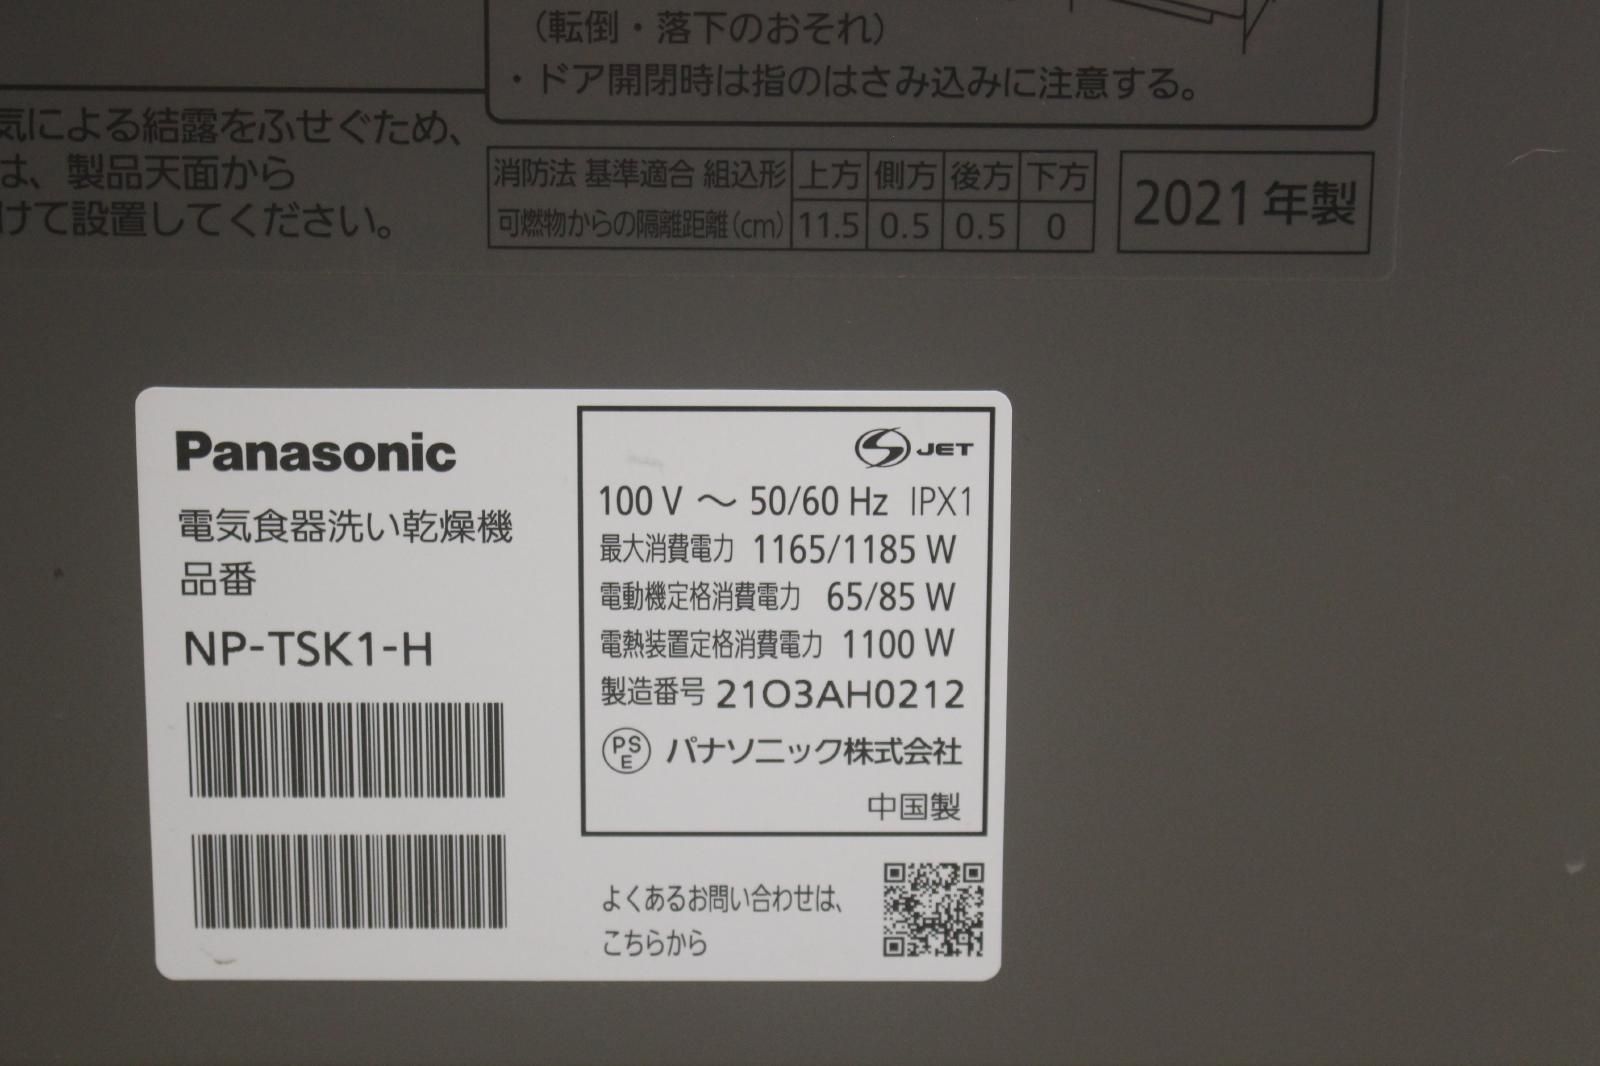 (転倒・落下のおそれ)
・ドア開閉時は指のはさみ込みに注意する。
気による結露をふせぐため、
は、製品天面から
けて設置してください。
消防法 基準適合 組込形 上方 側方 後方 下方
可燃物からの隔離距離(cm) 11.5 0.5 0.5 0
2021年製
Panasonic
電気食器洗い乾燥機
品番
NP-TSK1-H
JET
100 V ～ 50/60 Hz IPX1
最大消費電力 1165/1185 W
電動機定格消費電力 65/85 W
電熱装置定格消費電力 1100 W
製造番号 21O3AH0212
PS
E
パナソニック株式会社
中国製
よくあるお問い合わせは、
こちらから